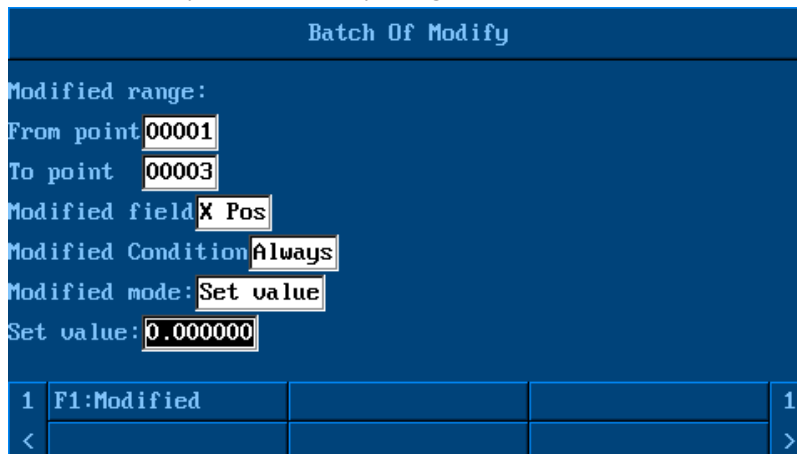 Batch Of Modify
Modified range:
From point 00001
To point 00003
Modified field X Pos
Modified Condition Always
Modified mode: Set value
Set value: 0.000000
1 F1:Modified 1
< >